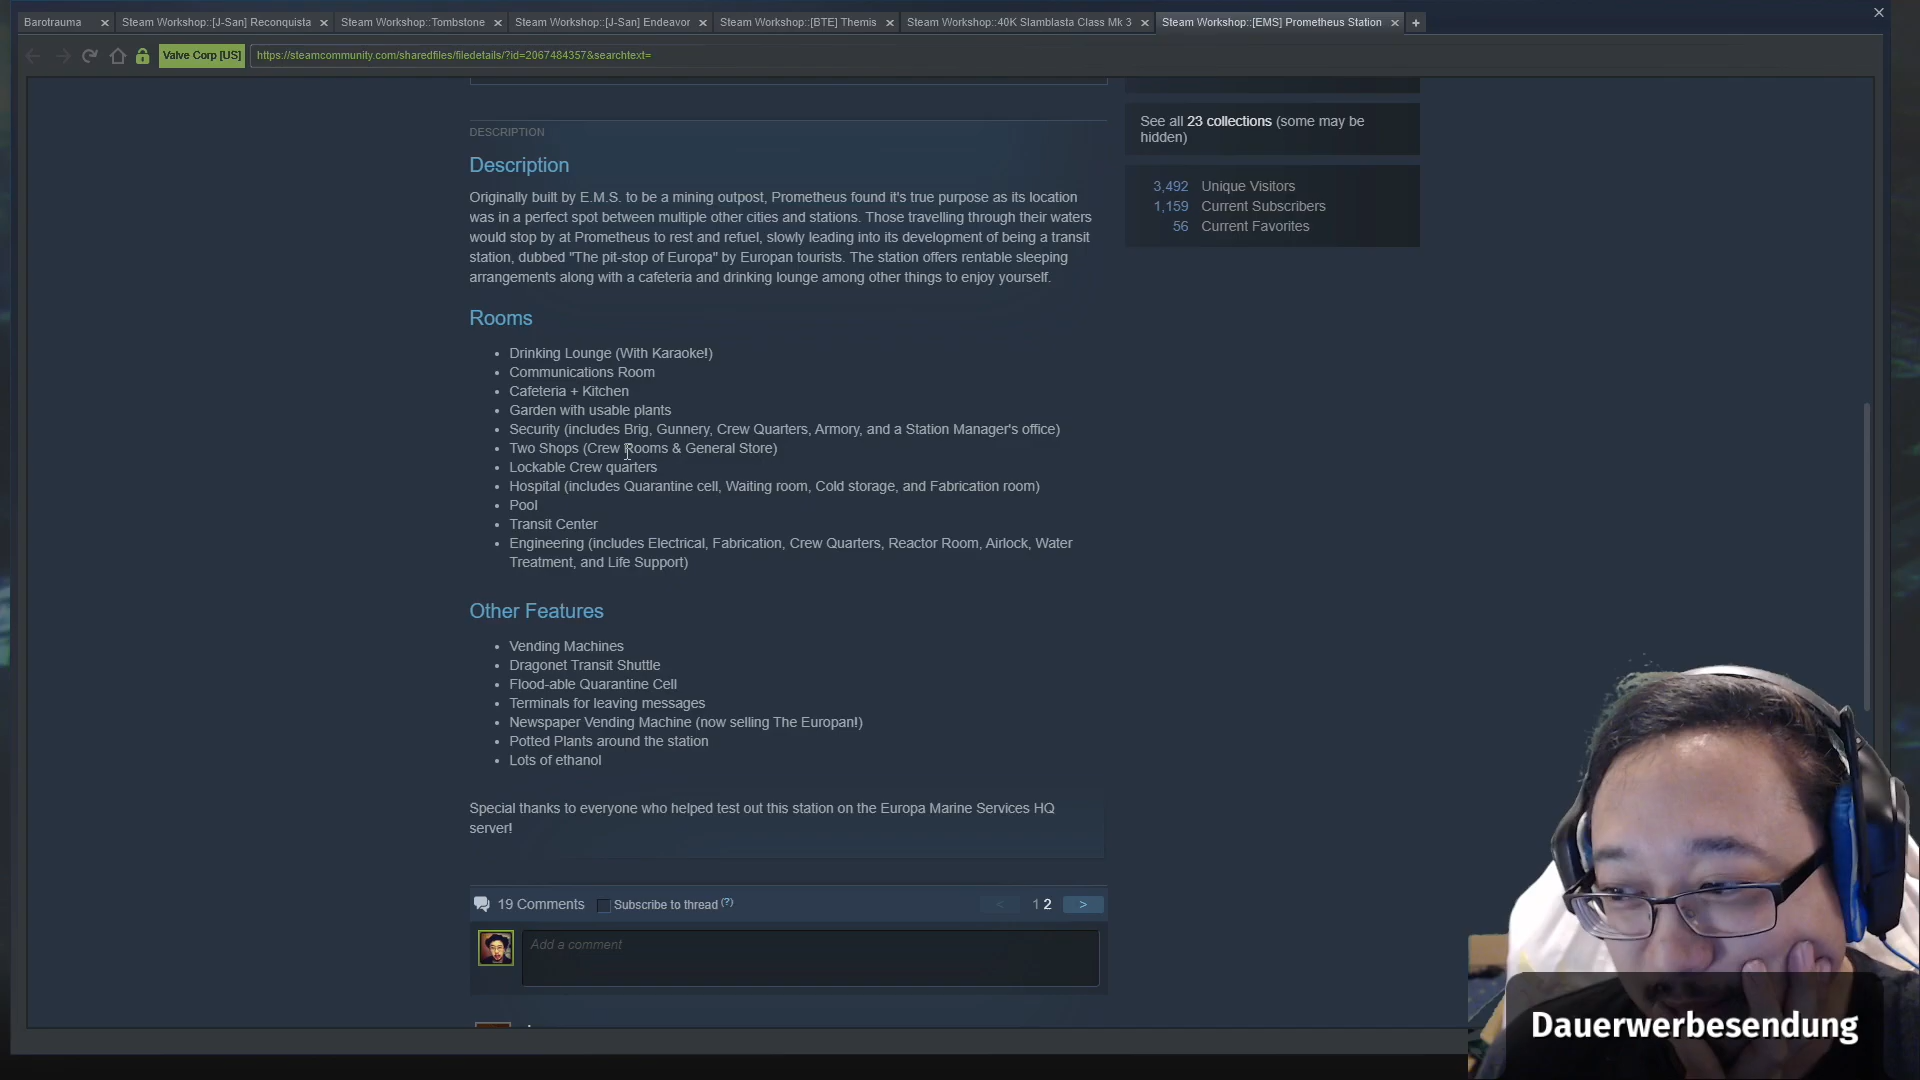 Barotrauma
Steam Workshop::[J-San] Reconquista
Steam Workshop::Tombstone
Steam Workshop::[J-San] Endeavor
Steam Workshop::[BTE] Themis
Steam Workshop::40K Slamblasta Class Mk 3
Steam Workshop::[EMS] Prometheus Station
Valve Corp [US]
https://steamcommunity.com/sharedfiles/filedetails/?id=2067484357&searchtext=
DESCRIPTION
Description
Originally built by E.M.S. to be a mining outpost, Prometheus found it's true purpose as its location
was in a perfect spot between multiple other cities and stations. Those travelling through their waters
would stop by at Prometheus to rest and refuel, slowly leading into its development of being a transit
station, dubbed "The pit-stop of Europa" by Europan tourists. The station offers rentable sleeping
arrangements along with a cafeteria and drinking lounge among other things to enjoy yourself.
Rooms
• Drinking Lounge (With Karaoke!)
• Communications Room
• Cafeteria + Kitchen
• Garden with usable plants
• Security (includes Brig, Gunnery, Crew Quarters, Armory, and a Station Manager's office)
• Two Shops (Crew Rooms & General Store)
• Lockable Crew quarters
• Hospital (includes Quarantine cell, Waiting room, Cold storage, and Fabrication room)
• Pool
• Transit Center
• Engineering (includes Electrical, Fabrication, Crew Quarters, Reactor Room, Airlock, Water
Treatment, and Life Support)
Other Features
• Vending Machines
• Dragonet Transit Shuttle
• Flood-able Quarantine Cell
• Terminals for leaving messages
• Newspaper Vending Machine (now selling The Europan!)
• Potted Plants around the station
• Lots of ethanol
Special thanks to everyone who helped test out this station on the Europa Marine Services HQ
server!
19 Comments
Subscribe to thread (?)
< 1 2 >
Add a comment
See all 23 collections (some may be
hidden)
3,492 Unique Visitors
1,159 Current Subscribers
56 Current Favorites
Dauerwerbesendung